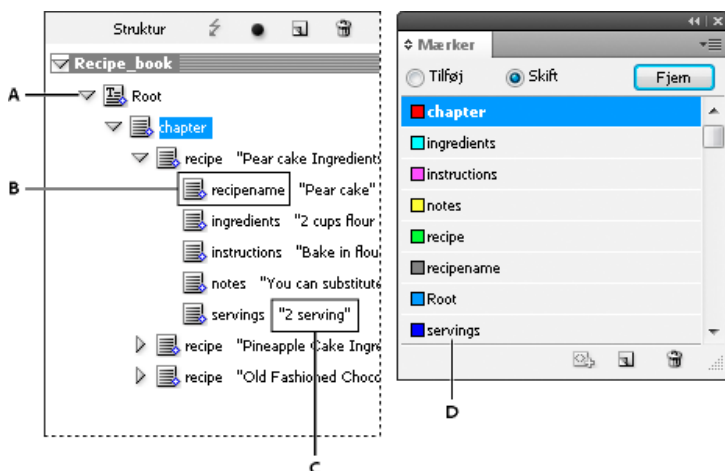 Struktur
Recipe_book
A
Root
chapter
recipe "Pear cake Ingredient
B
recipename "Pear cake"
ingredients "2 cups flour
instructions "Bake in flou
notes "You can substitute
servings "2 serving"
recipe "Pineapple Cake Ingre
recipe "Old Fashioned Choco
C
Mærker
Tilføj Skift Fjern
chapter
ingredients
instructions
notes
recipe
recipename
Root
servings
D